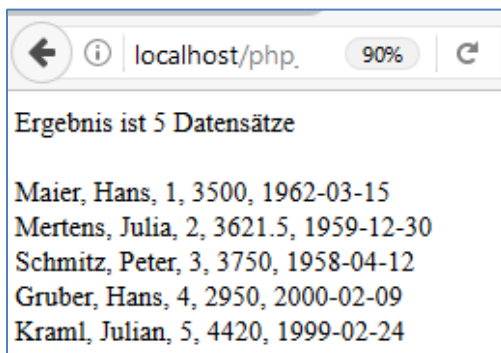 localhost/php_ 90%
Ergebnis ist 5 Datensätze
Maier, Hans, 1, 3500, 1962-03-15
Mertens, Julia, 2, 3621.5, 1959-12-30
Schmitz, Peter, 3, 3750, 1958-04-12
Gruber, Hans, 4, 2950, 2000-02-09
Kraml, Julian, 5, 4420, 1999-02-24